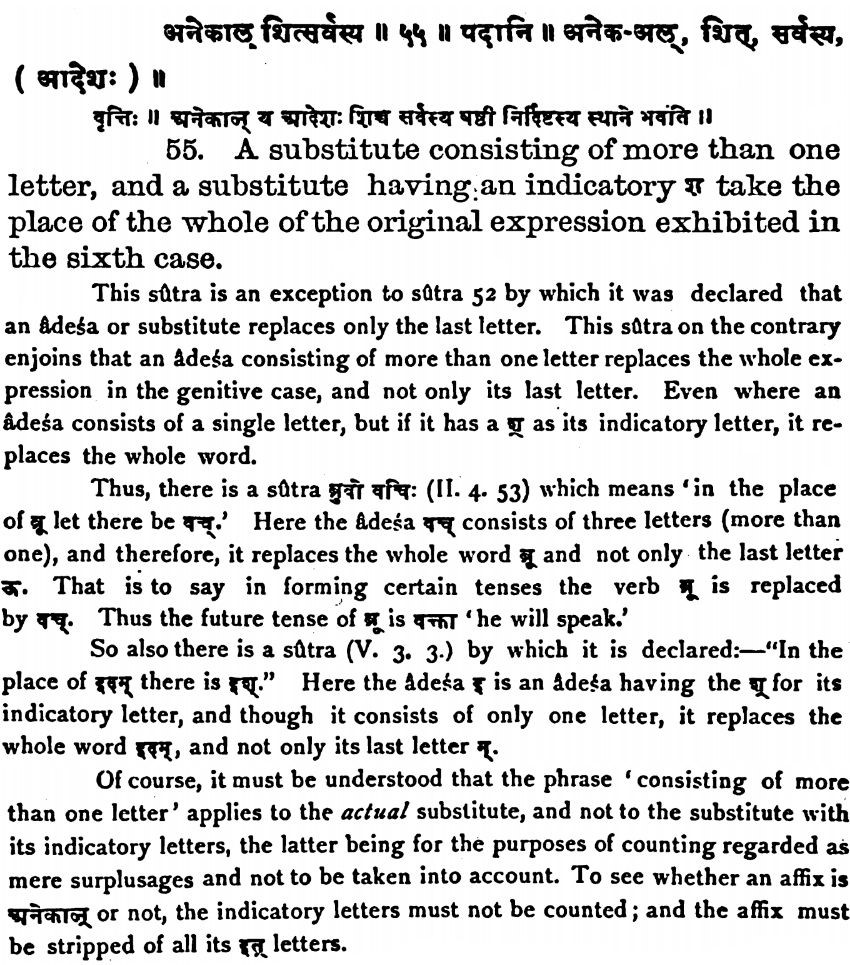 अनेकाल् शित्सर्वस्य ॥ ५५ ॥ पदानि ॥ अनेक-अल्, शित्, सर्वस्य,
( आदेशः ) ॥
वृत्तिः ॥ अनेकाल् य आदेशः शिच्च सर्वस्य षष्ठी निर्दिष्टस्य स्थाने भवंति ॥
55. A substitute consisting of more than one
letter, and a substitute having an indicatory श take the
place of the whole of the original expression exhibited in
the sixth case.
This sûtra is an exception to sûtra 52 by which it was declared that
an âdeśa or substitute replaces only the last letter. This sûtra on the contrary
enjoins that an âdeśa consisting of more than one letter replaces the whole ex-
pression in the genitive case, and not only its last letter. Even where an
âdeśa consists of a single letter, but if it has a श् as its indicatory letter, it re-
places the whole word.
Thus, there is a sûtra ब्रुवो वचिः (II. 4. 53) which means ‘in the place
of ब्रू let there be वच्.’ Here the âdeśa वच् consists of three letters (more than
one), and therefore, it replaces the whole word ब्रू and not only the last letter
ऊ. That is to say in forming certain tenses the verb ब्रू is replaced
by वच्. Thus the future tense of ब्रू is वक्ता ‘he will speak.’
So also there is a sûtra (V. 3. 3.) by which it is declared:—“In the
place of इदम् there is इश्.” Here the âdeśa इ is an âdeśa having the श् for its
indicatory letter, and though it consists of only one letter, it replaces the
whole word इदम्, and not only its last letter म्.
Of course, it must be understood that the phrase ‘consisting of more
than one letter’ applies to the actual substitute, and not to the substitute with
its indicatory letters, the latter being for the purposes of counting regarded as
mere surplusages and not to be taken into account. To see whether an affix is
अनेकाल् or not, the indicatory letters must not be counted; and the affix must
be stripped of all its इत् letters.